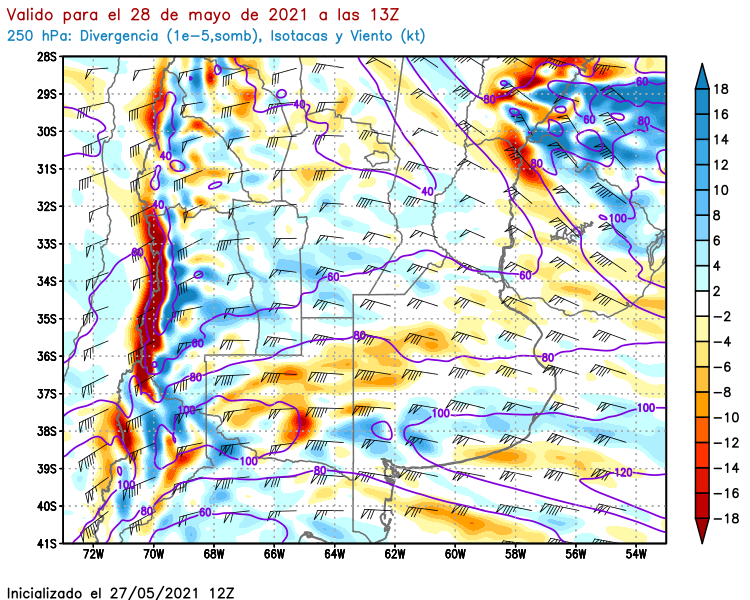 Valido para el 28 de mayo de 2021 a las 13Z
250 hPa: Divergencia (1e-5,somb), Isotacas y Viento (kt)
28S
29S
30S
31S
32S
33S
34S
35S
36S
37S
38S
39S
40S
41S
72W 70W 68W 66W 64W 62W 60W 58W 56W 54W
80
60
40
80
60
40
80
40
100
40
60
60
60
80
60
80
80
80
100
100
100
100
80
120
100
80
60
18
16
14
12
10
8
6
4
2
-2
-4
-6
-8
-10
-12
-14
-16
-18
Inicializado el 27/05/2021 12Z